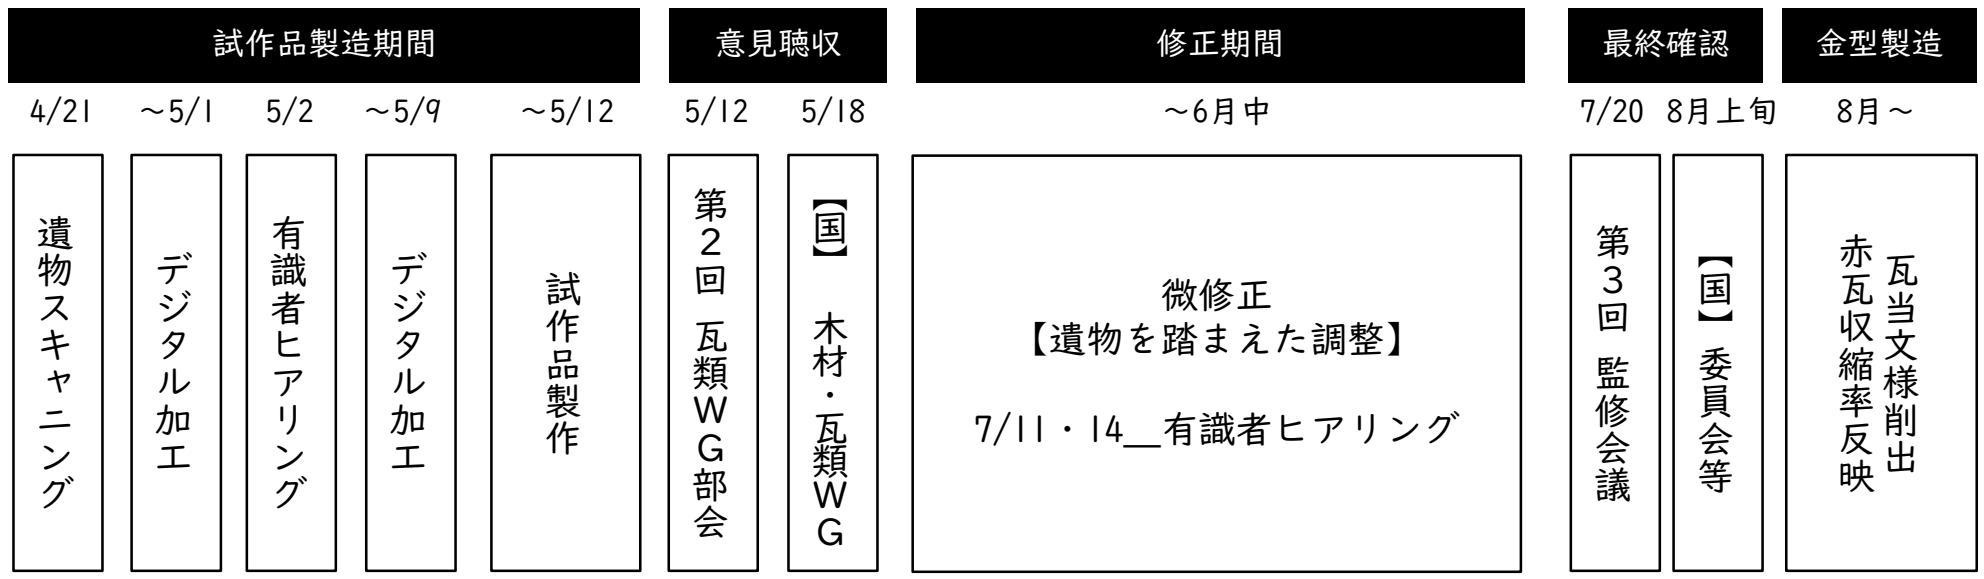 試作品製造期間
意見聴収
修正期間
最終確認
金型製造
4/21
～5/1
5/2
～5/9
～5/12
5/12
5/18
～6月中
7/20
8月上旬
8月～
遺物スキャニング
デジタル加工
有識者ヒアリング
デジタル加工
試作品製作
第２回 瓦類ＷＧ部会
【国】 木材・瓦類ＷＧ
微修正
【遺物を踏まえた調整】
7/11・14__有識者ヒアリング
第３回 監修会議
【国】委員会等
瓦当文様削出
赤瓦収縮率反映